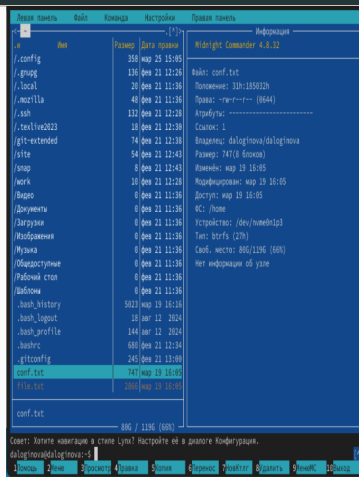 Левая панель Файл Команда Настройки Правая панель
<- ~ .[^]>
.и Имя Размер Дата правки
/.config 358 мар 25 15:05
/.gnupg 136 фев 21 12:26
/.local 20 фев 21 11:36
/.mozilla 48 фев 21 11:36
/.ssh 132 фев 21 12:28
/.texlive2023 18 фев 21 12:39
/git-extended 74 фев 21 12:38
/site 54 фев 21 12:43
/snap 8 фев 21 12:43
/work 10 фев 21 12:28
/Видео 0 фев 21 11:36
/Документы 0 фев 21 11:36
/Загрузки 0 фев 21 11:36
/Изображения 0 фев 21 11:36
/Музыка 0 фев 21 11:36
/Общедоступные 0 фев 21 11:36
/Рабочий стол 0 фев 21 11:36
/Шаблоны 0 фев 21 11:36
.bash_history 5023 мар 19 16:16
.bash_logout 18 авг 12 2024
.bash_profile 144 авг 12 2024
.bashrc 680 фев 21 12:34
.gitconfig 245 фев 21 13:00
conf.txt 747 мар 19 16:05
file.txt 2866 мар 19 16:05
conf.txt
80G / 119G (66%)
Информация
Midnight Commander 4.8.32
Файл: conf.txt
Положение: 31h:185032h
Права: -rw-r--r-- (0644)
Атрибуты: ----------------------
Ссылок: 1
Владелец: daloginova/daloginova
Размер: 747(8 блоков)
Изменён: мар 19 16:05
Модифицирован: мар 19 16:05
Доступ: мар 19 16:05
ФС: /home
Устройство: /dev/nvme0n1p3
Тип: btrfs (27h)
Своб. место: 80G/119G (66%)
Нет информации об узле
Совет: Хотите навигацию в стиле Lynx? Настройте её в диалоге Конфигурация.
daloginova@daloginova:~$
1Помощь 2Меню 3Просмотр 4Правка 5Копия 6Перенос 7НовКтлг 8Удалить 9МенюMC 10Выход